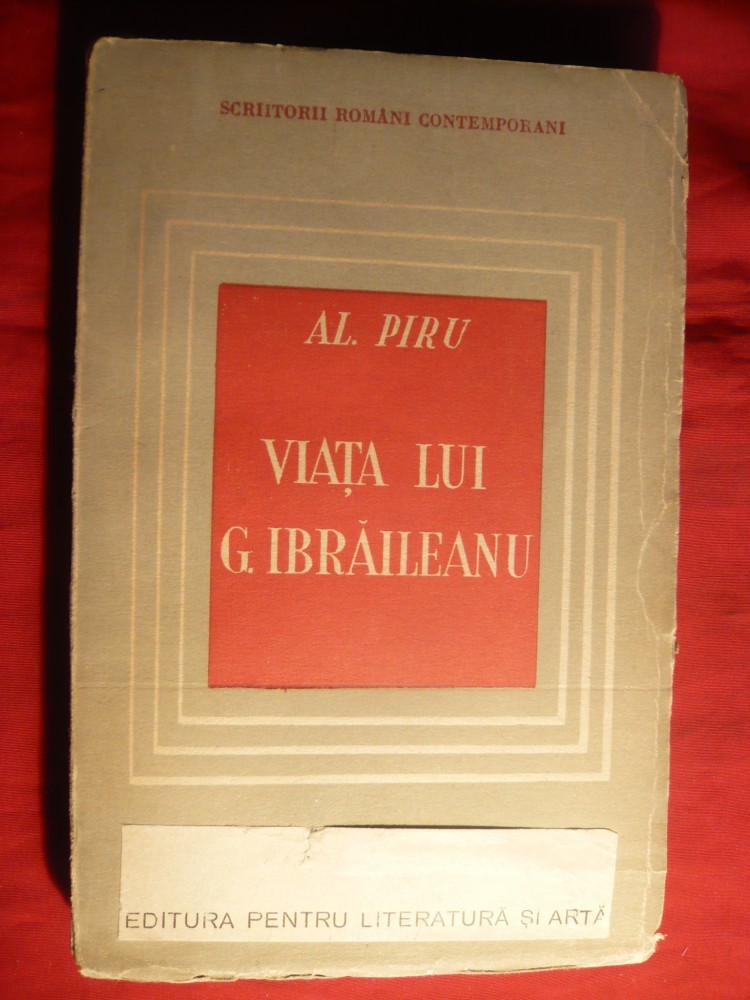 SCRIITORII ROMÂNI CONTEMPORANI
AL. PIRU
VIAȚA LUI
G. IBRĂILEANU
EDITURA PENTRU LITERATURĂ ȘI ARTĂ